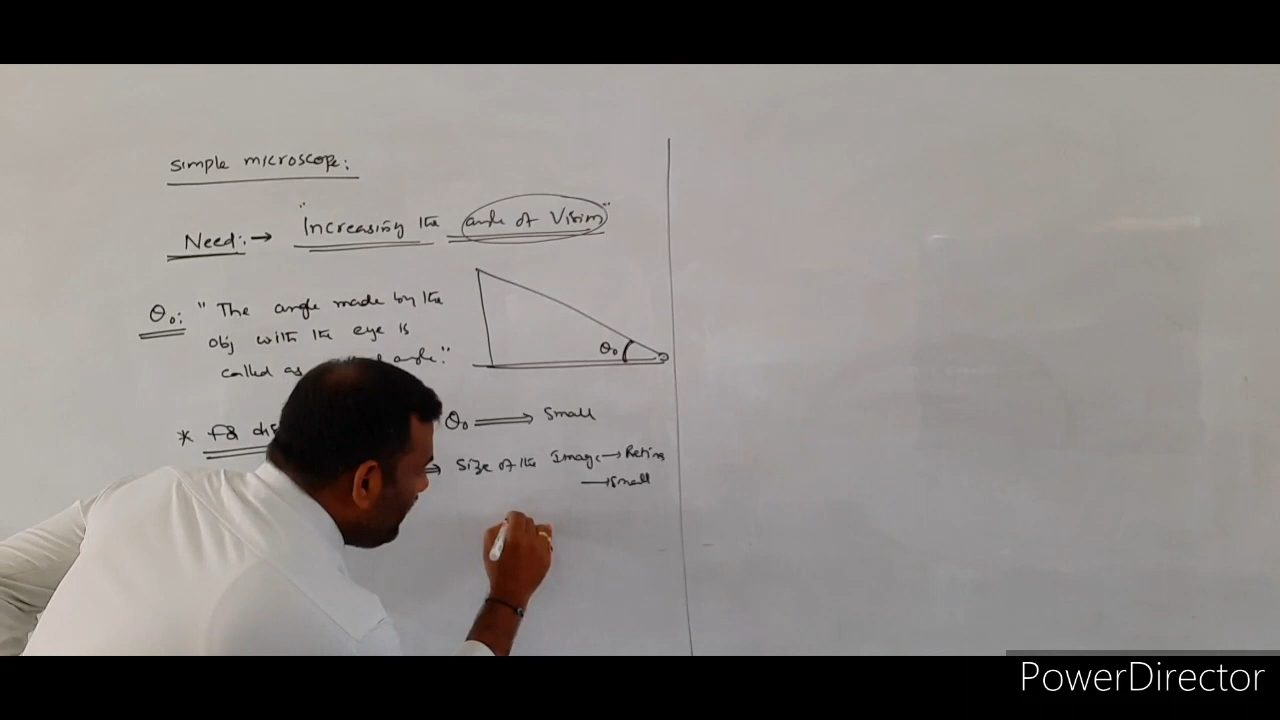 Simple microscope:
Need:→ "Increasing the angle of Vision"
θ₀: " The angle made by the
obj with the eye is
called as angle."
θ₀
* for
θ₀ ⟹ Small
⟹ Size of the Image → Retina
→ Small
PowerDirector